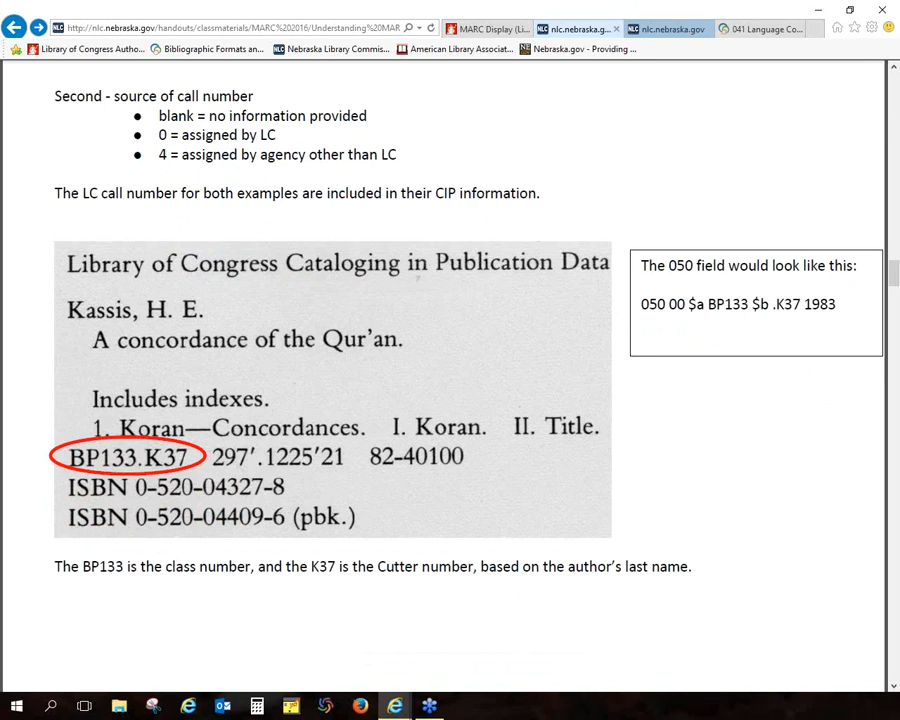 http://nlc.nebraska.gov/handouts/classmaterials/MARC%202016/Understanding%20MAR
MARC Display (Li...
nlc.nebraska.g...
nlc.nebraska.gov
041 Language Co...
Library of Congress Autho...
Bibliographic Formats an...
NLC
Nebraska Library Commis...
American Library Associat...
Nebraska.gov - Providing ...
Second - source of call number
● blank = no information provided
● 0 = assigned by LC
● 4 = assigned by agency other than LC
The LC call number for both examples are included in their CIP information.
Library of Congress Cataloging in Publication Data
Kassis, H. E.
A concordance of the Qur’an.
Includes indexes.
1. Koran—Concordances. I. Koran. II. Title.
BP133.K37 297′.1225′21 82-40100
ISBN 0-520-04327-8
ISBN 0-520-04409-6 (pbk.)
The 050 field would look like this:
050 00 $a BP133 $b .K37 1983
The BP133 is the class number, and the K37 is the Cutter number, based on the author’s last name.